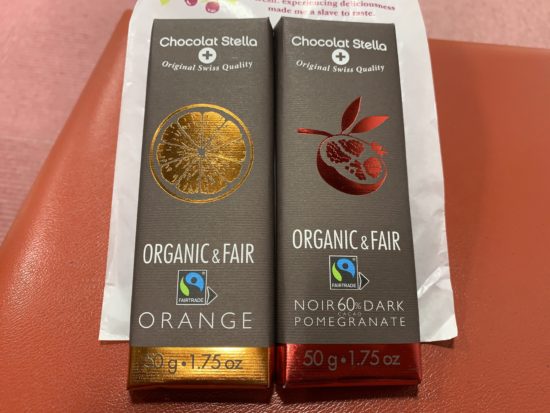 experiencing deliciousness
made me a slave to taste.
Chocolat Stella
Original Swiss Quality
ORGANIC & FAIR
FAIRTRADE
ORANGE
50 g • 1.75 oz
Chocolat Stella
Original Swiss Quality
ORGANIC & FAIR
FAIRTRADE
NOIR 60% DARK
CACAO
POMEGRANATE
50 g • 1.75 oz